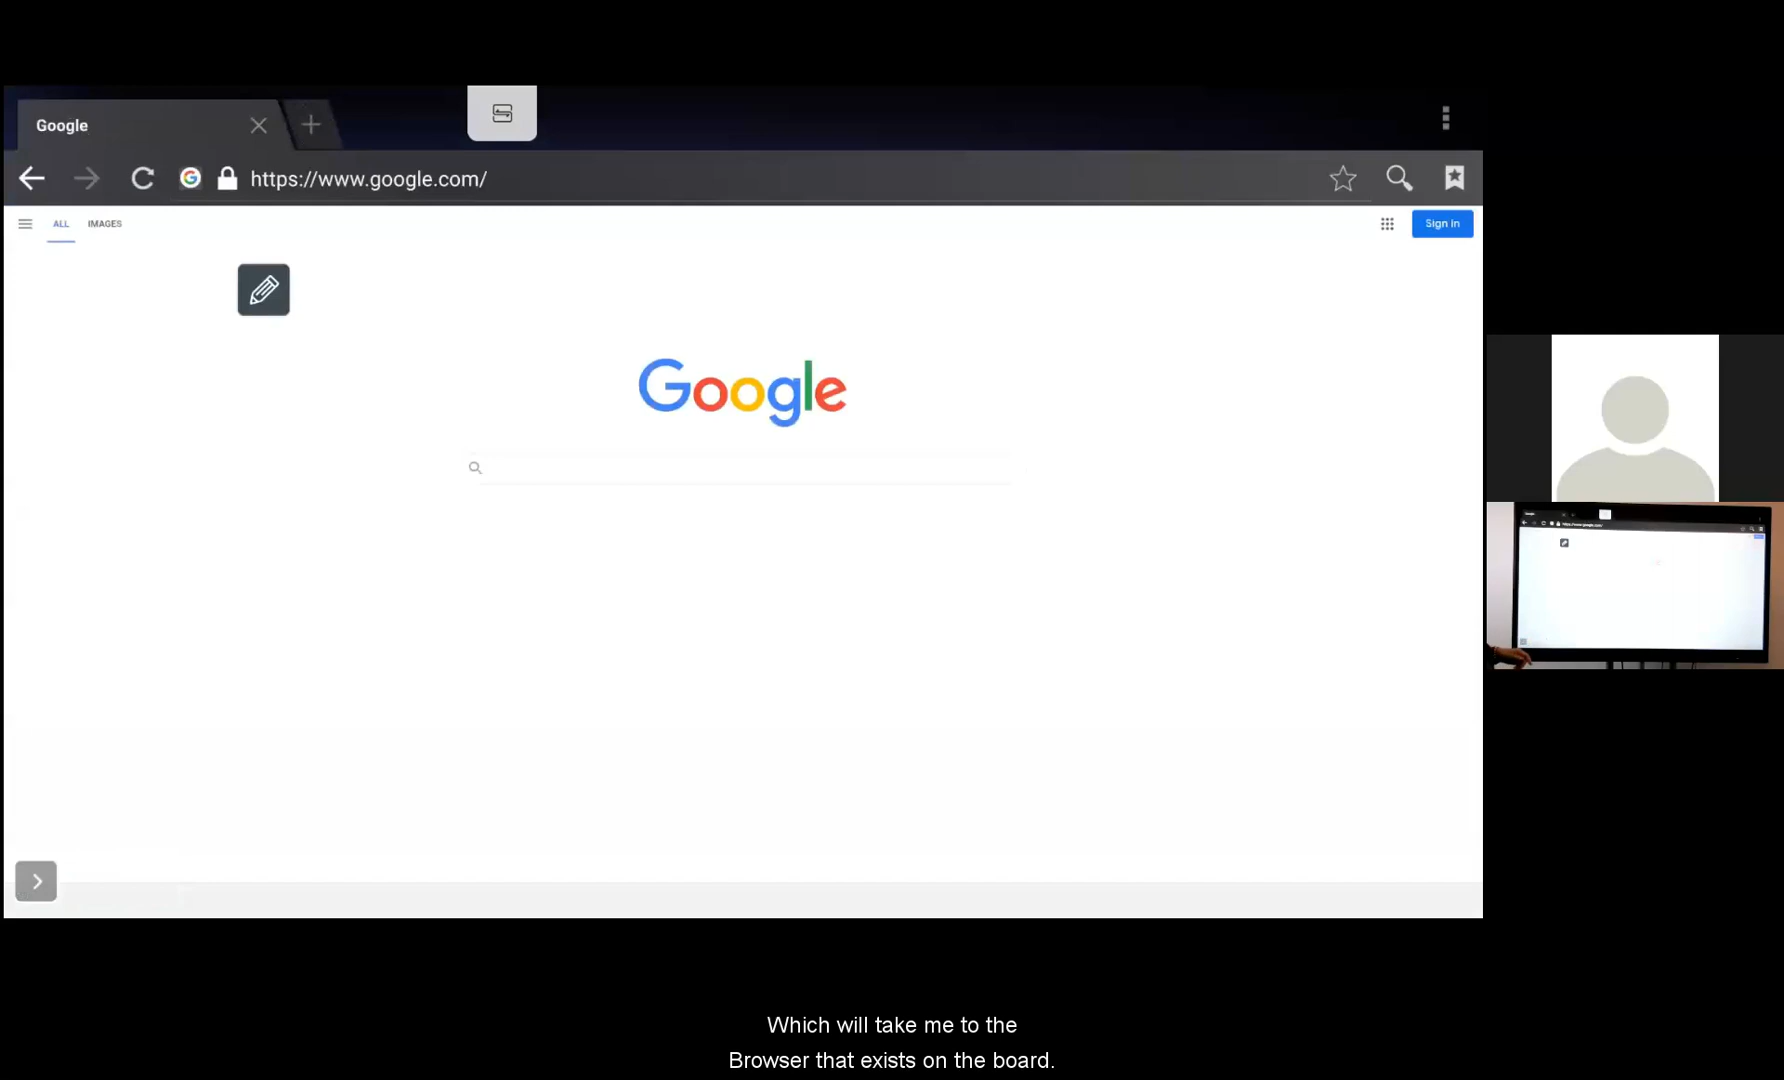 Google
https://www.google.com/
ALL IMAGES
Sign in
Google
Which will take me to the
Browser that exists on the board.